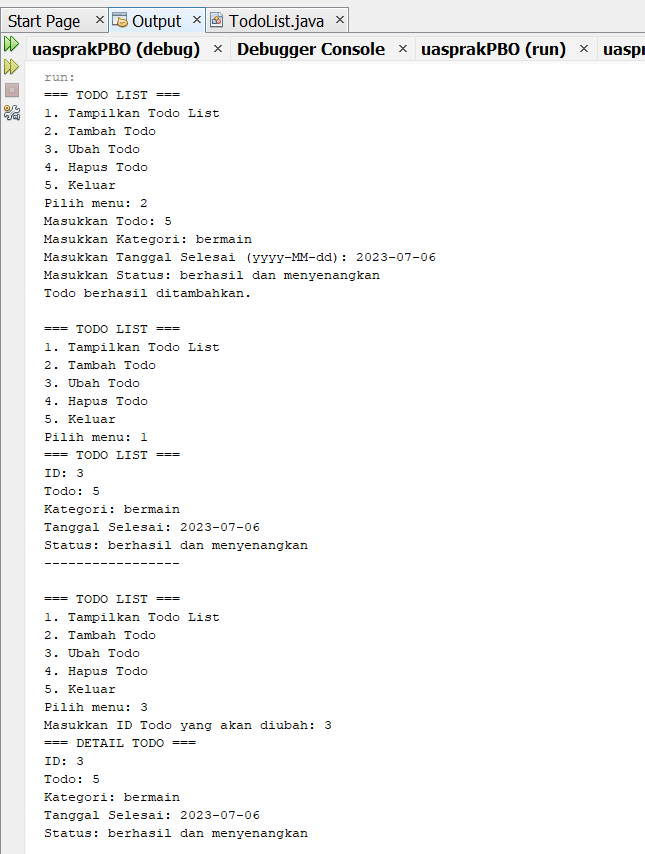 Start Page × Output × TodoList.java ×
uasprakPBO (debug) × Debugger Console × uasprakPBO (run) × uaspr
run:
=== TODO LIST ===
1. Tampilkan Todo List
2. Tambah Todo
3. Ubah Todo
4. Hapus Todo
5. Keluar
Pilih menu: 2
Masukkan Todo: 5
Masukkan Kategori: bermain
Masukkan Tanggal Selesai (yyyy-MM-dd): 2023-07-06
Masukkan Status: berhasil dan menyenangkan
Todo berhasil ditambahkan.

=== TODO LIST ===
1. Tampilkan Todo List
2. Tambah Todo
3. Ubah Todo
4. Hapus Todo
5. Keluar
Pilih menu: 1
=== TODO LIST ===
ID: 3
Todo: 5
Kategori: bermain
Tanggal Selesai: 2023-07-06
Status: berhasil dan menyenangkan
-----------------

=== TODO LIST ===
1. Tampilkan Todo List
2. Tambah Todo
3. Ubah Todo
4. Hapus Todo
5. Keluar
Pilih menu: 3
Masukkan ID Todo yang akan diubah: 3
=== DETAIL TODO ===
ID: 3
Todo: 5
Kategori: bermain
Tanggal Selesai: 2023-07-06
Status: berhasil dan menyenangkan